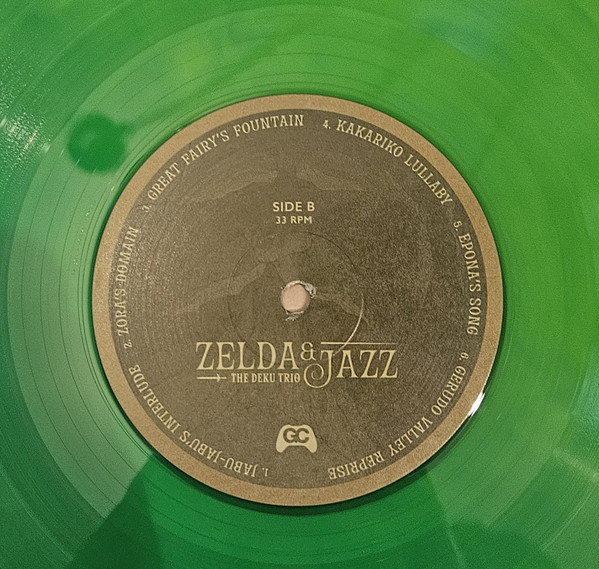 SIDE B
33 RPM
1. JABU-JABU'S INTERLUDE
2. ZORA'S DOMAIN
3. GREAT FAIRY'S FOUNTAIN
4. KAKARIKO LULLABY
5. EPONA'S SONG
6. GERUDO VALLEY REPRISE
ZELDA & JAZZ
THE DEKU TRIO
GC